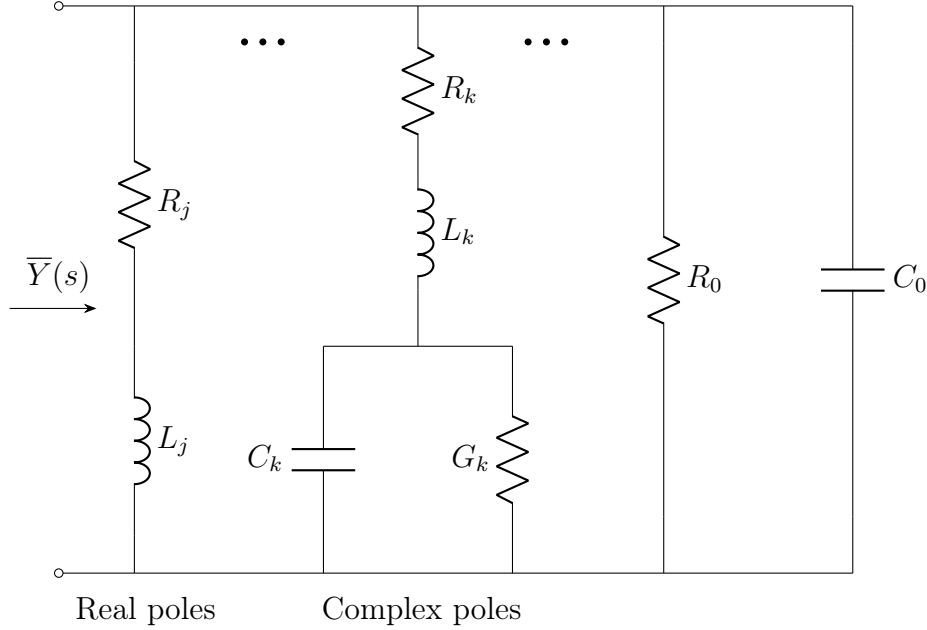 R_k
R_j
L_k
Y̅(s)
R_0
C_0
L_j
C_k
G_k
Real poles
Complex poles